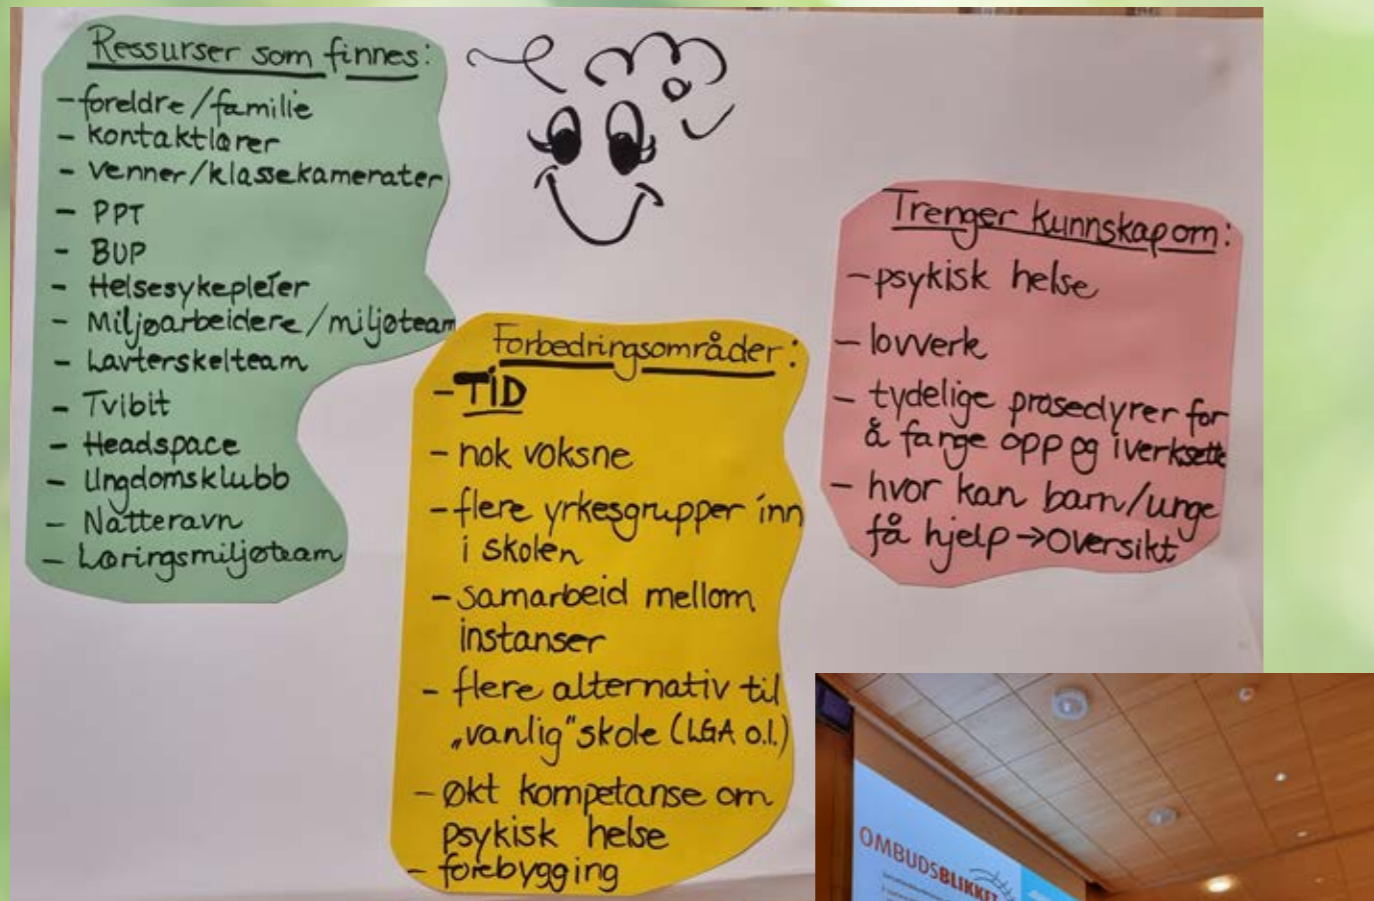 Ressurser som finnes:
- foreldre/familie
- kontaktlærer
- venner/klassekamerater
- PPT
- BUP
- Helsesykepleier
- Miljøarbeidere/miljøteam
- Lavterskelteam
- Tvibit
- Headspace
- Ungdomsklubb
- Natteravn
- Læringsmiljøteam
Forbedringsområder:
- TID
- nok voksne
- flere yrkesgrupper inn
i skolen
- samarbeid mellom
instanser
- flere alternativ til
„vanlig" skole (LGA o.l.)
- økt kompetanse om
psykisk helse
- forebygging
Trenger kunnskap om:
- psykisk helse
- lovverk
- tydelige prosedyrer for
å fange opp og iverksette
- hvor kan barn/unge
få hjelp → oversikt
OMBUDSBLIKKET